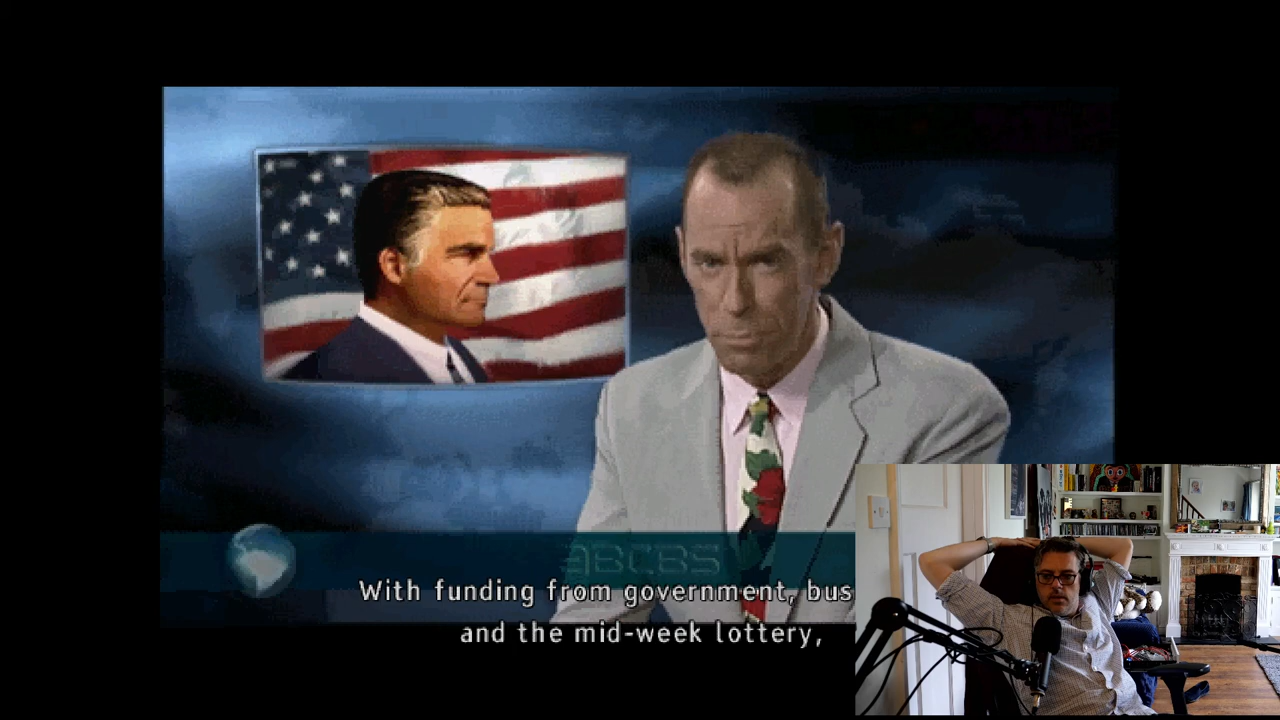 ABCBS
With funding from government, bus
and the mid-week lottery,